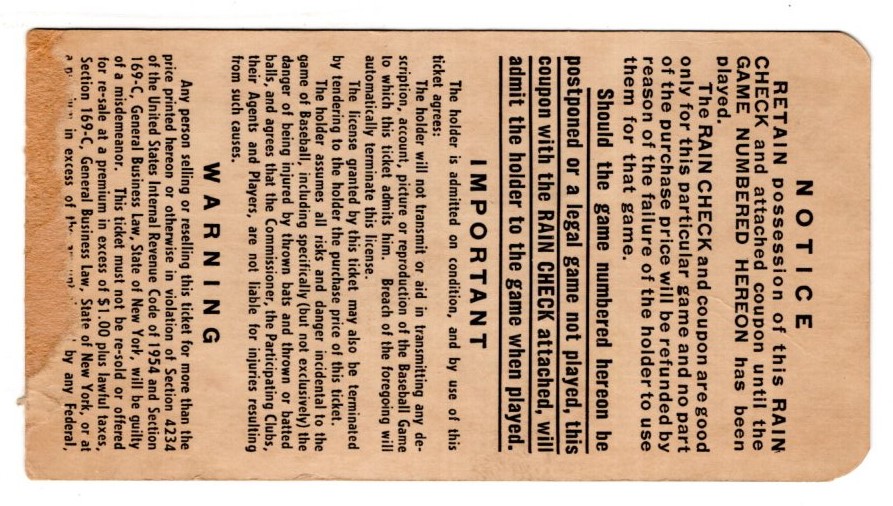 NOTICE
RETAIN possession of this RAIN
CHECK and attached coupon until the
GAME NUMBERED HEREON has been
played.
The RAIN CHECK and coupon are good
only for this particular game and no part
of the purchase price will be refunded by
reason of the failure of the holder to use
them for that game.
Should the game numbered hereon be
postponed or a legal game not played, this
coupon with the RAIN CHECK attached, will
admit the holder to the game when played.
IMPORTANT
The holder is admitted on condition, and by use of this
ticket agrees:
The holder will not transmit or aid in transmitting any de-
scription, account, picture or reproduction of the Baseball Game
to which this ticket admits him. Breach of the foregoing will
automatically terminate this license.
The license granted by this ticket may also be terminated
by tendering to the holder the purchase price of this ticket.
The holder assumes all risks and danger incidental to the
game of Baseball, including specifically (but not exclusively) the
danger of being injured by thrown bats and thrown or batted
balls, and agrees that the Commissioner, the Participating Clubs,
their Agents and Players, are not liable for injuries resulting
from such causes.
WARNING
Any person selling or reselling this ticket for more than the
price printed hereon or otherwise in violation of Section 4234
of the United States Internal Revenue Code of 1954 and Section
169-C, General Business Law, State of New York, will be guilty
of a misdemeanor. This ticket must not be re-sold or offered
for re-sale at a premium in excess of $1.00 plus lawful taxes,
Section 169-C, General Business Law, State of New York, or at
in excess of by any Federal,